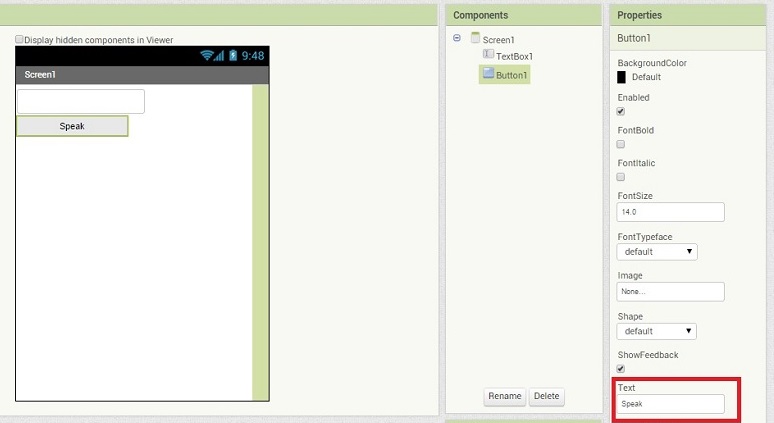 Display hidden components in Viewer
9:48
Screen1
Speak
Components
Screen1
TextBox1
Button1
Rename Delete
Properties
Button1
BackgroundColor
Default
Enabled
FontBold
FontItalic
FontSize
14.0
FontTypeface
default
Image
None...
Shape
default
ShowFeedback
Text
Speak